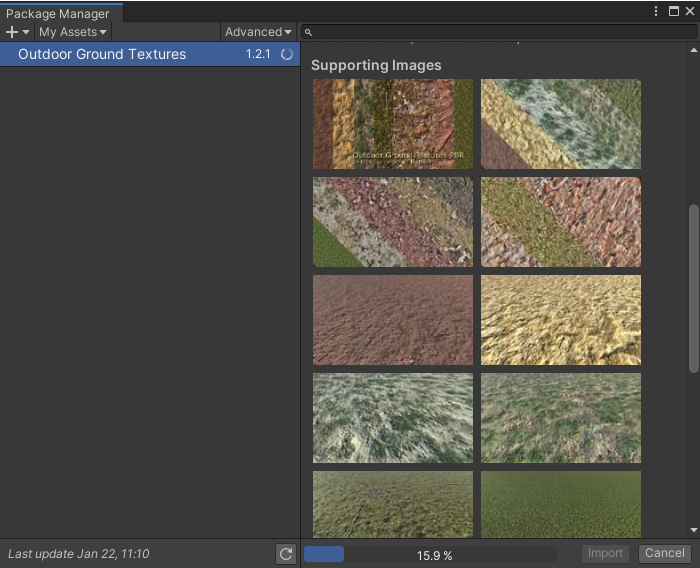 Package Manager
My Assets
Advanced
Outdoor Ground Textures
1.2.1
Supporting Images
Outdoor Ground Textures PBR
Last update Jan 22, 11:10
15.9 %
Import
Cancel